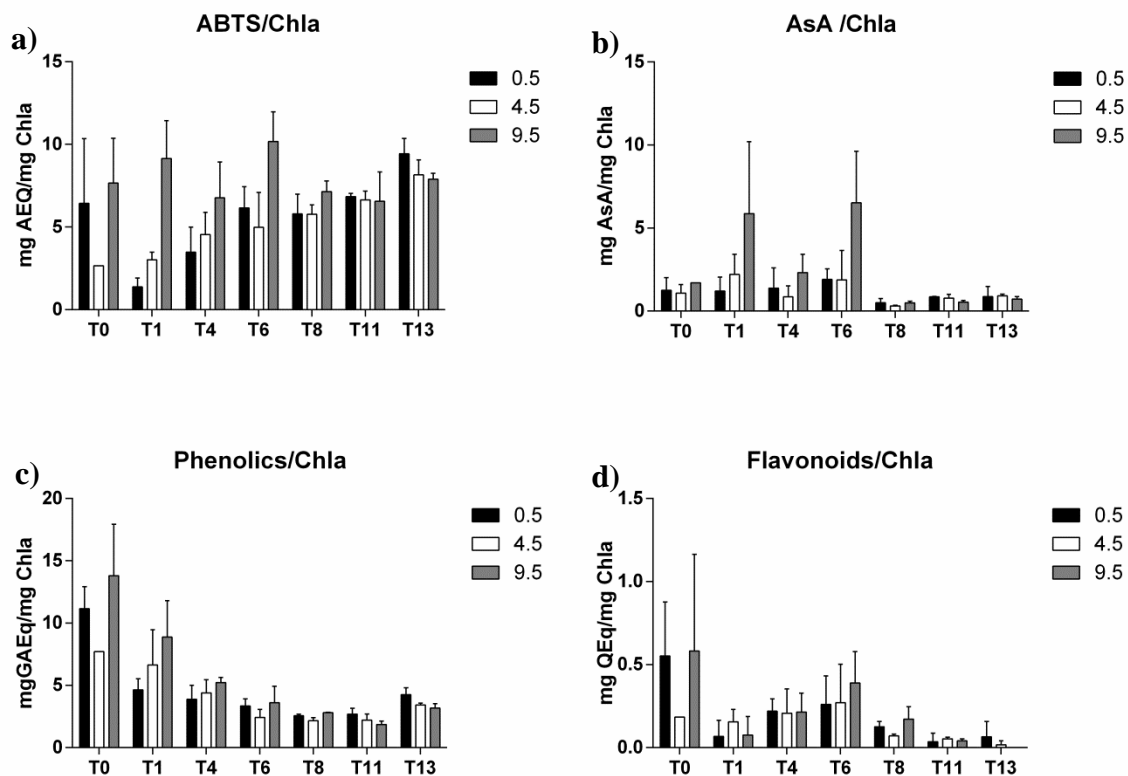 a)
ABTS/Chla
mg AEQ/mg Chla
15
10
5
0
T0 T1 T4 T6 T8 T11 T13
0.5
4.5
9.5
b)
AsA /Chla
mg AsA/mg Chla
15
10
5
0
T0 T1 T4 T6 T8 T11 T13
0.5
4.5
9.5
c)
Phenolics/Chla
mgGAEq/mg Chla
20
15
10
5
0
T0 T1 T4 T6 T8 T11 T13
0.5
4.5
9.5
d)
Flavonoids/Chla
mg QEq/mg Chla
1.5
1.0
0.5
0.0
T0 T1 T4 T6 T8 T11 T13
0.5
4.5
9.5